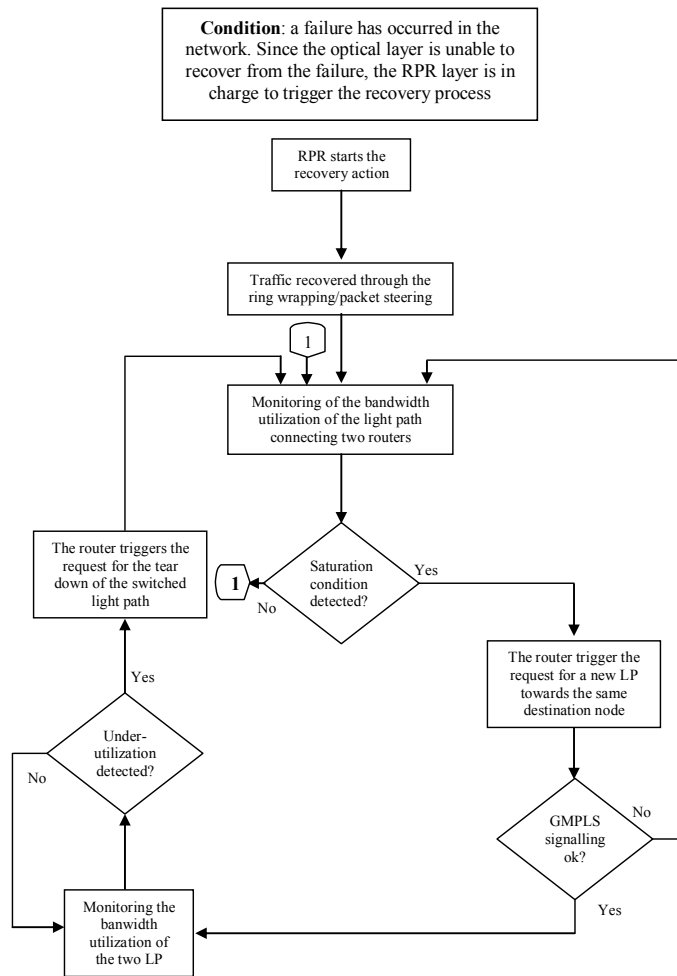 Condition: a failure has occurred in the
network. Since the optical layer is unable to
recover from the failure, the RPR layer is in
charge to trigger the recovery process
RPR starts the
recovery action
Traffic recovered through the
ring wrapping/packet steering
1
Monitoring of the bandwidth
utilization of the light path
connecting two routers
The router triggers the
request for the tear
down of the switched
light path
1
No
Saturation
condition
detected?
Yes
The router trigger the
request for a new LP
towards the same
destination node
Yes
Under-
utilization
detected?
No
GMPLS
signalling
ok?
No
Yes
Monitoring the
banwidth
utilization of
the two LP